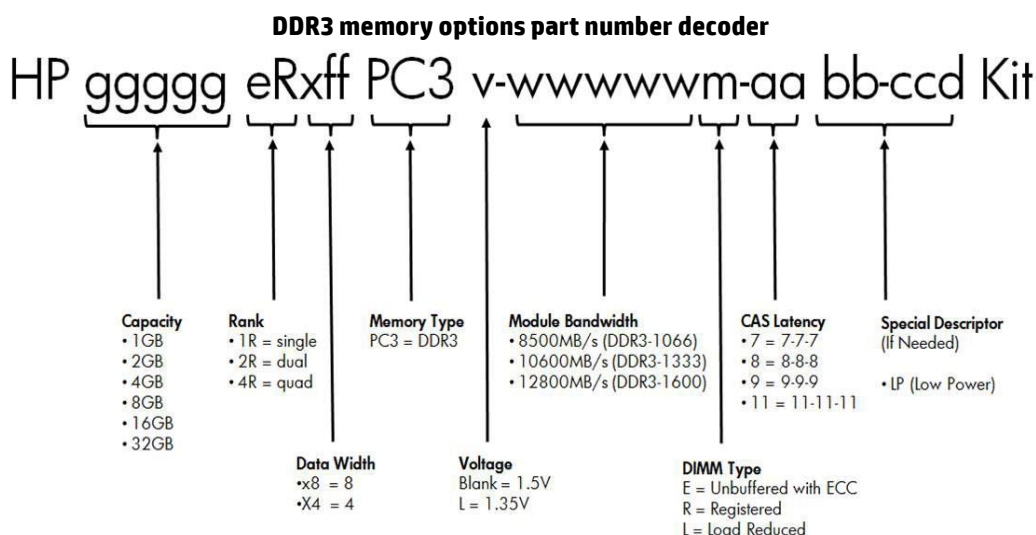 DDR3 memory options part number decoder
HP ggggg eRxff PC3 v-wwwwwm-aa bb-ccd Kit
Capacity
• 1GB
• 2GB
• 4GB
• 8GB
• 16GB
• 32GB
Rank
• 1R = single
• 2R = dual
• 4R = quad
Memory Type
PC3 = DDR3
Module Bandwidth
• 8500MB/s (DDR3-1066)
• 10600MB/s (DDR3-1333)
• 12800MB/s (DDR3-1600)
CAS Latency
• 7 = 7-7-7
• 8 = 8-8-8
• 9 = 9-9-9
• 11 = 11-11-11
Special Descriptor
(If Needed)
• LP (Low Power)
Data Width
•x8 = 8
•X4 = 4
Voltage
Blank = 1.5V
L = 1.35V
DIMM Type
E = Unbuffered with ECC
R = Registered
L = Load Reduced